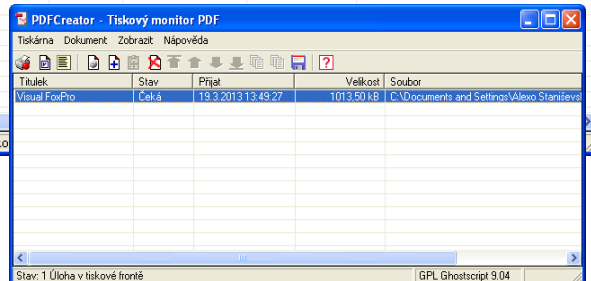 PDFCreator - Tiskový monitor PDF
Tiskárna Dokument Zobrazit Nápověda
Titulek Stav Přijat Velikost Soubor
Visual FoxPro Čeká 19.3.2013 13:49:27 1013,50 kB C:\Documents and Settings\Alexo Staniševsl
Stav: 1 Úloha v tiskové frontě GPL Ghostscript 9.04